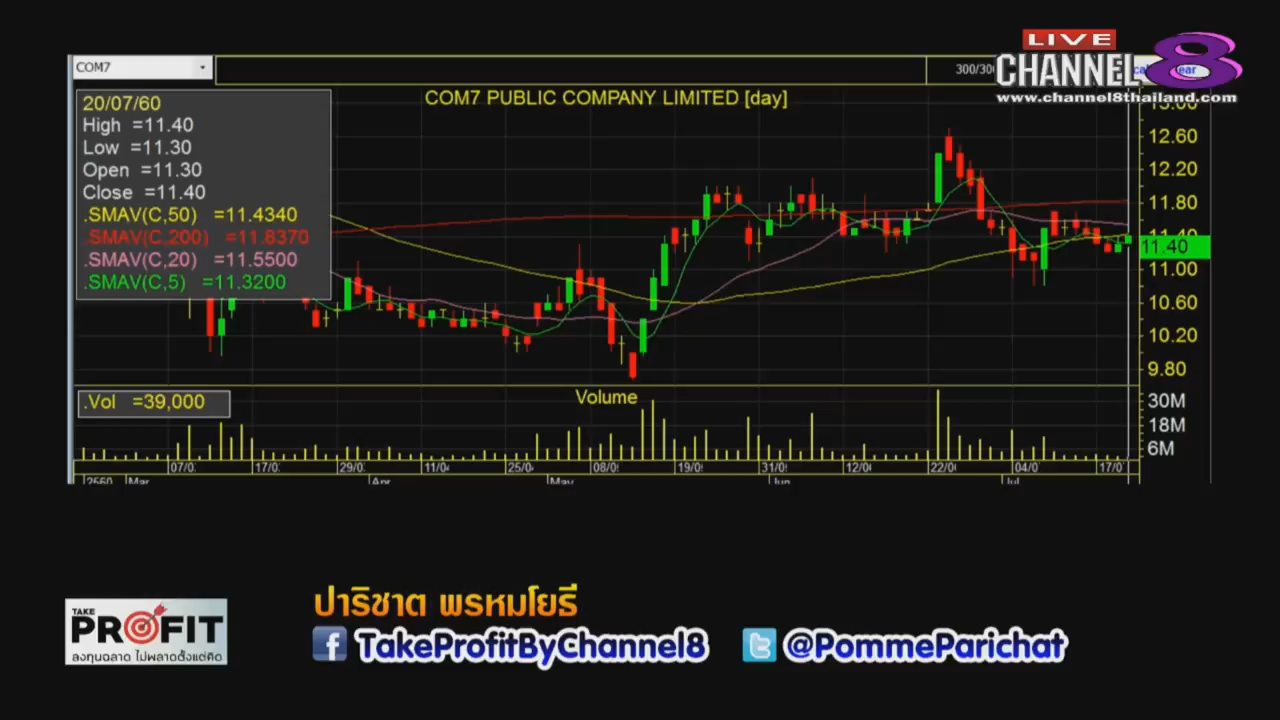 LIVE
CHANNEL 8
www.channel8thailand.com
COM7
COM7 PUBLIC COMPANY LIMITED [day]
20/07/60
High =11.40
Low =11.30
Open =11.30
Close =11.40
.SMAV(C,50) =11.4340
.SMAV(C,200) =11.8370
.SMAV(C,20) =11.5500
.SMAV(C,5) =11.3200
13.00
12.60
12.20
11.80
11.40
11.40
11.00
10.60
10.20
9.80
.Vol =39,000
Volume
30M
18M
6M
07/0 17/0 29/0 11/0 25/0 08/0 19/0 31/0 12/0 22/0 04/0 17/0
2560 Mar Apr May Jun Jul
TAKE
PROFIT
ลงทุนฉลาด ไม่พลาดตั้งแต่คิด
ปาริชาต พรหมโยธี
TakeProfitByChannel8
@PommeParichat